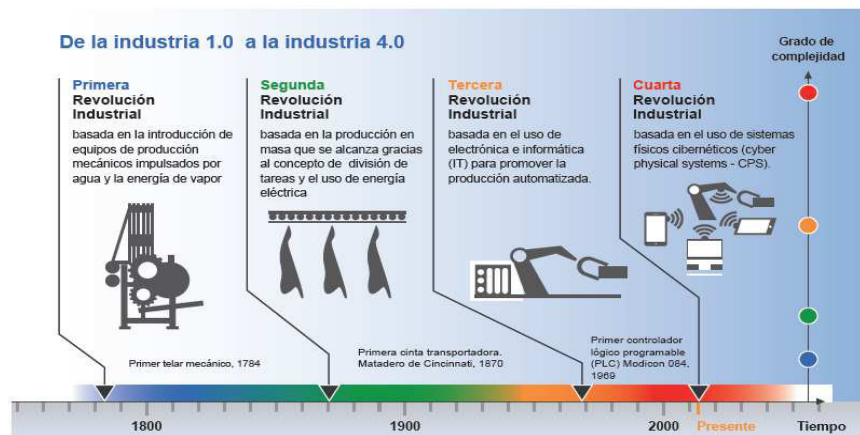 De la industria 1.0 a la industria 4.0
Grado de
complejidad
Primera
Revolución
Industrial
basada en la introducción de
equipos de producción
mecánicos impulsados por
agua y la energía de vapor
Segunda
Revolución
Industrial
basada en la producción en
masa que se alcanza gracias
al concepto de división de
tareas y el uso de energía
eléctrica
Tercera
Revolución
Industrial
basada en el uso de
electrónica e informática
(IT) para promover la
producción automatizada.
Cuarta
Revolución
Industrial
basada en el uso de sistemas
físicos cibernéticos (cyber
physical systems - CPS).
Primer telar mecánico, 1784
Primera cinta transportadora.
Matadero de Cincinnati, 1870
Primer controlador
lógico programable
(PLC) Modicon 084,
1969
1800
1900
2000
Presente
Tiempo